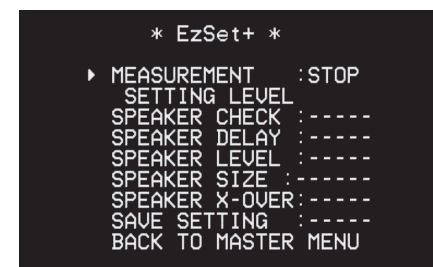 * EzSet+ *
▶ MEASUREMENT :STOP
SETTING LEVEL
SPEAKER CHECK :-----
SPEAKER DELAY :-----
SPEAKER LEVEL :-----
SPEAKER SIZE :------
SPEAKER X-OVER:-----
SAVE SETTING :-----
BACK TO MASTER MENU